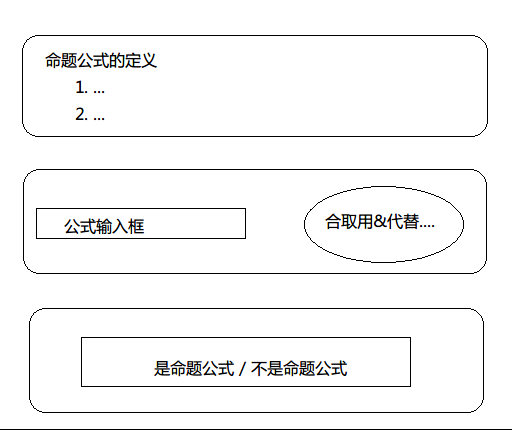 命题公式的定义
1. ...
2. ...
公式输入框
合取用&代替....
是命题公式 / 不是命题公式